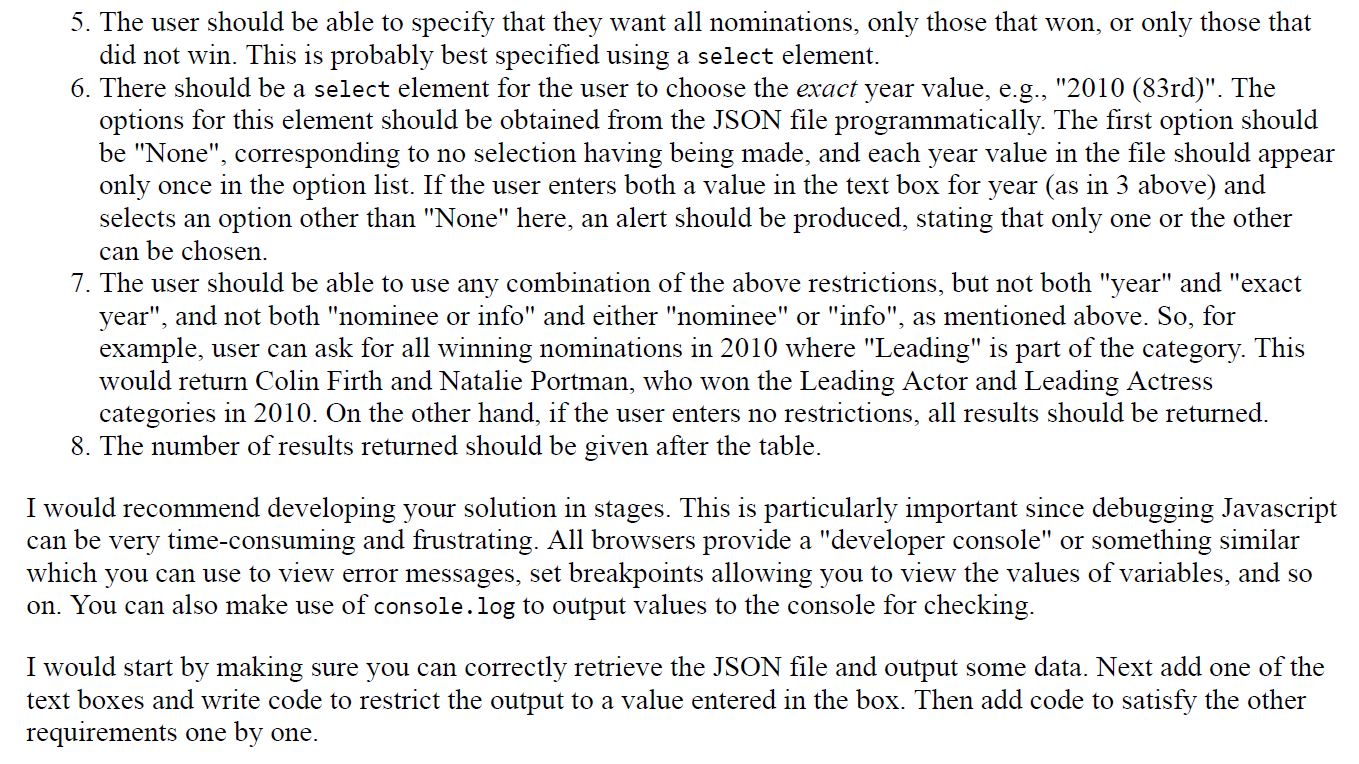 5. The user should be able to specify that they want all nominations, only those that won, or only those that
did not win. This is probably best specified using a select element.
6. There should be a select element for the user to choose the exact year value, e.g., "2010 (83rd)". The
options for this element should be obtained from the JSON file programmatically. The first option should
be "None", corresponding to no selection having being made, and each year value in the file should appear
only once in the option list. If the user enters both a value in the text box for year (as in 3 above) and
selects an option other than "None" here, an alert should be produced, stating that only one or the other
can be chosen.
7. The user should be able to use any combination of the above restrictions, but not both "year" and "exact
year", and not both "nominee or info" and either "nominee" or "info", as mentioned above. So, for
example, user can ask for all winning nominations in 2010 where "Leading" is part of the category. This
would return Colin Firth and Natalie Portman, who won the Leading Actor and Leading Actress
categories in 2010. On the other hand, if the user enters no restrictions, all results should be returned.
8. The number of results returned should be given after the table.
I would recommend developing your solution in stages. This is particularly important since debugging Javascript
can be very time-consuming and frustrating. All browsers provide a "developer console" or something similar
which you can use to view error messages, set breakpoints allowing you to view the values of variables, and so
on. You can also make use of console.log to output values to the console for checking.
I would start by making sure you can correctly retrieve the JSON file and output some data. Next add one of the
text boxes and write code to restrict the output to a value entered in the box. Then add code to satisfy the other
requirements one by one.